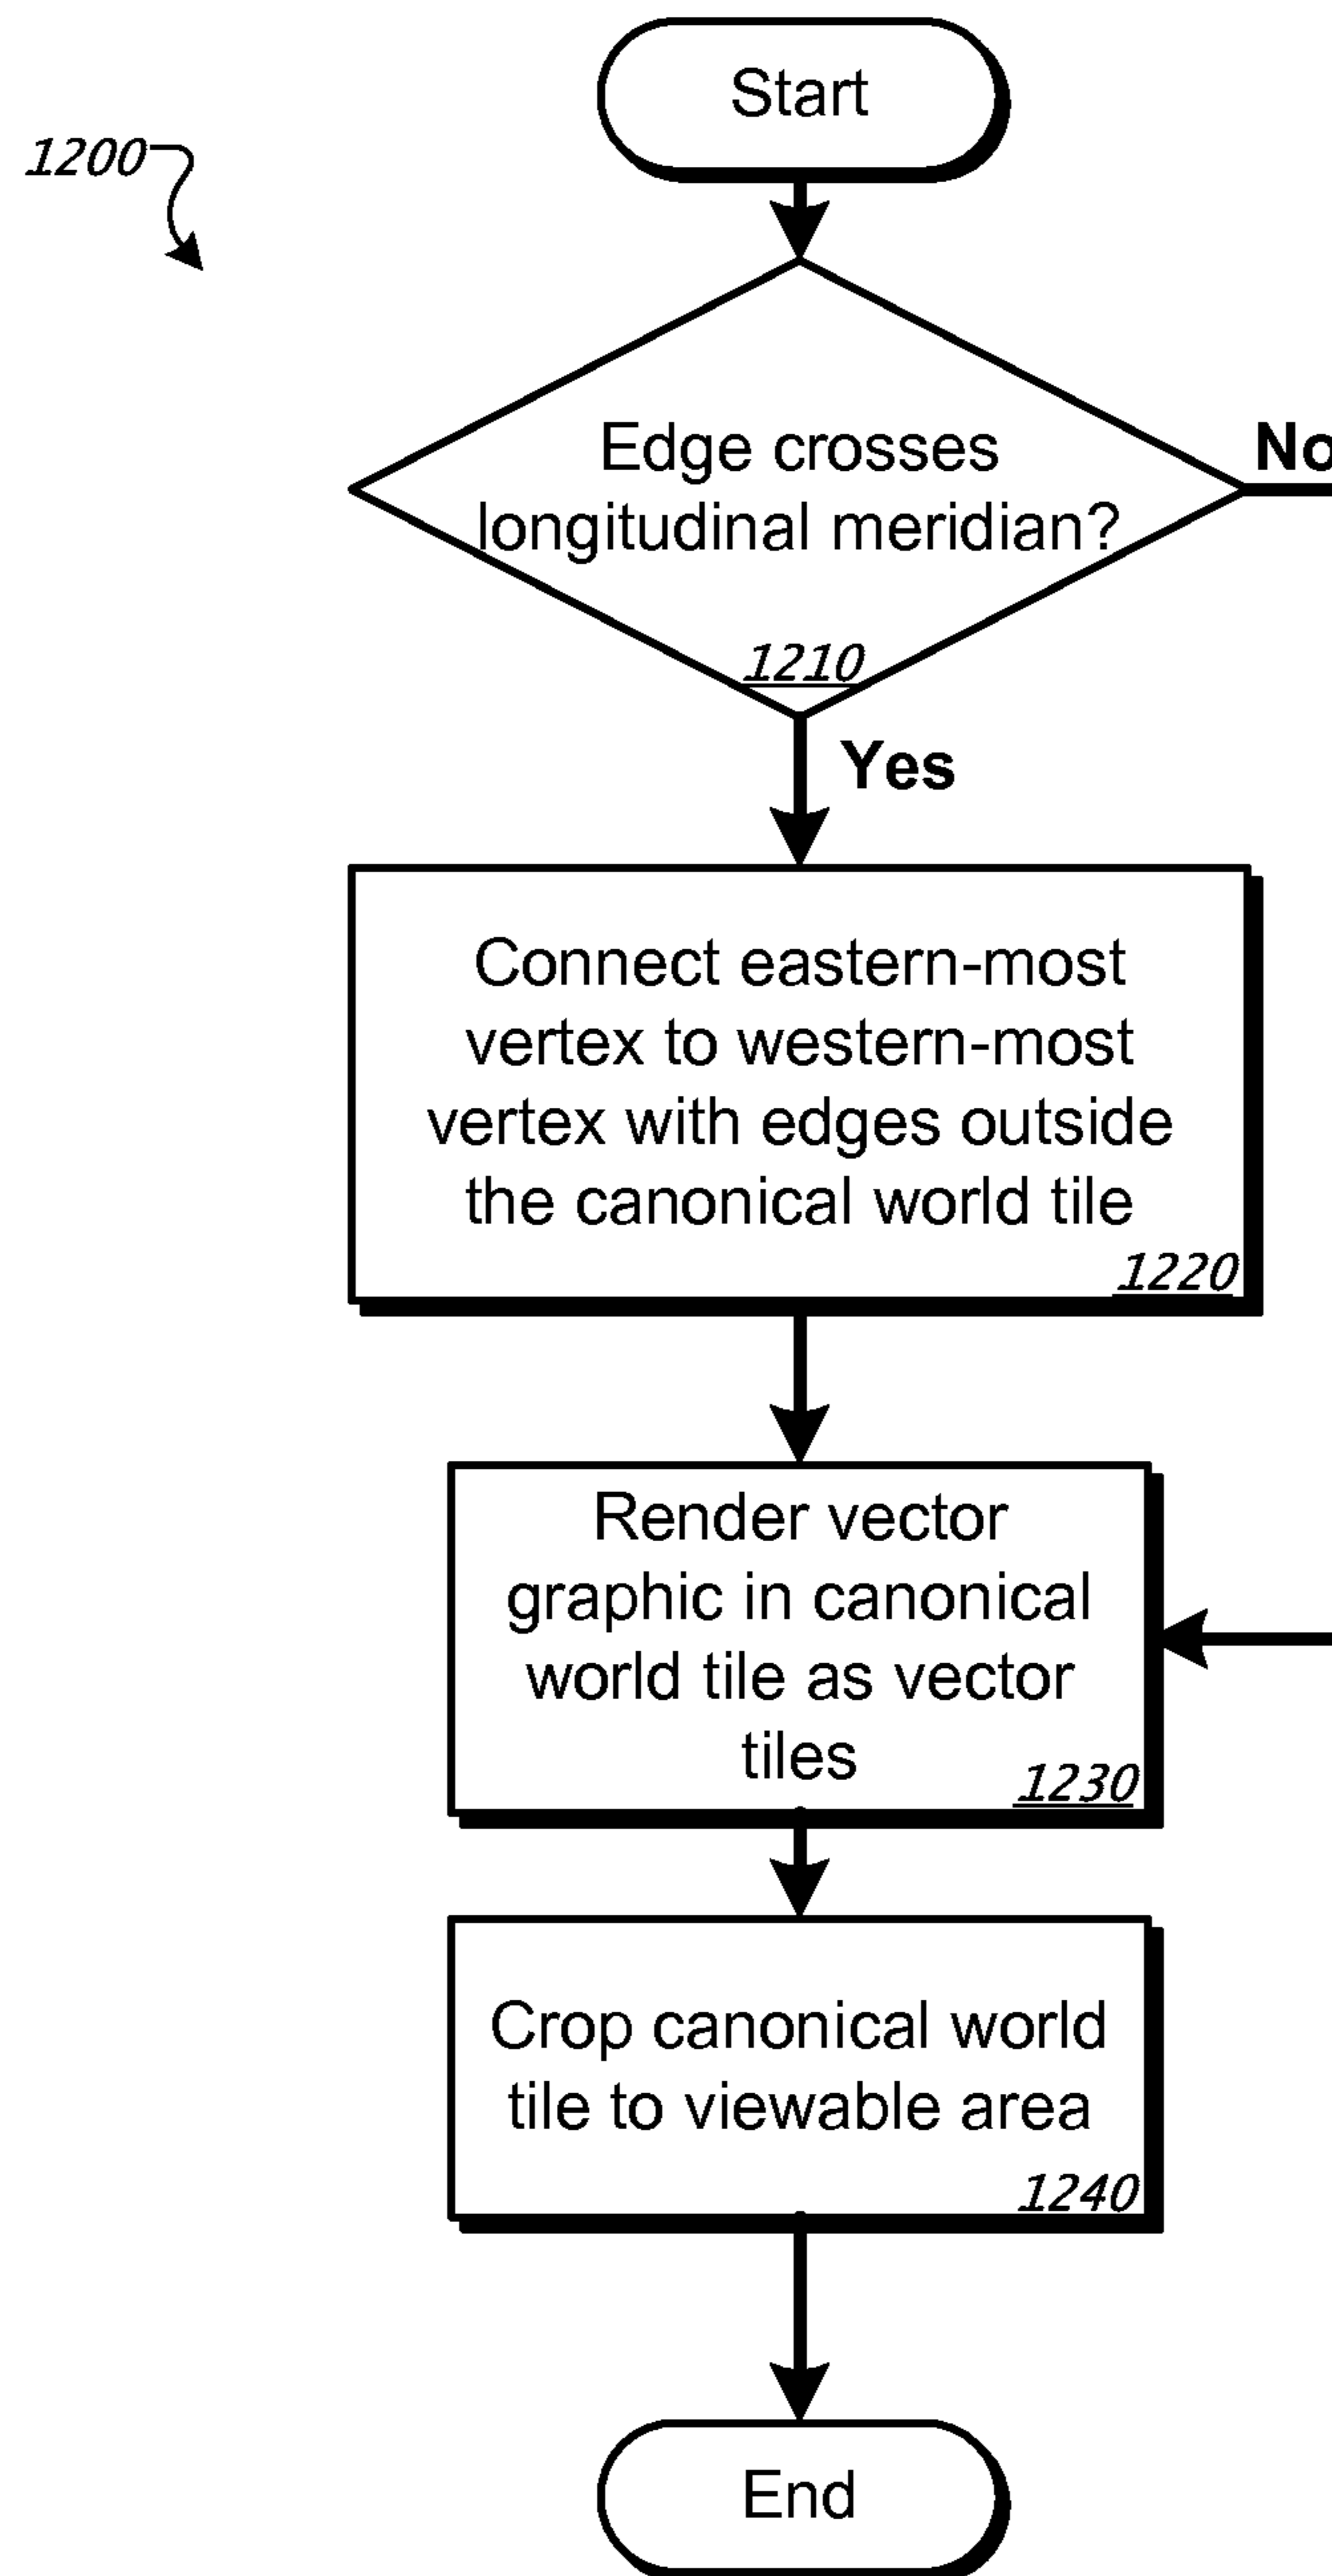 Start
1200
Edge crosses
longitudinal meridian?
No
1210
Yes
Connect eastern-most
vertex to western-most
vertex with edges outside
the canonical world tile
1220
Render vector
graphic in canonical
world tile as vector
tiles
1230
Crop canonical world
tile to viewable area
1240
End